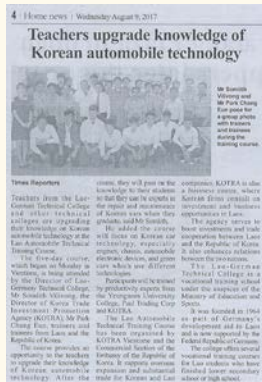 4 Home news | Wednesday August 9, 2017
Teachers upgrade knowledge of
Korean automobile technology
Mr Somlith
Vilivong and
Mr Park Chang
Eun pose for
a group photo
with trainers
and trainees
during the
training course.
Times Reporters
Teachers from the Lao-
German Technical College
and other technical
colleges are upgrading
their knowledge on Korean
automobile technology at the
Lao Automobile Technical
Training Course.
The five-day course,
which began on Monday in
Vientiane, is being attended
by the Director of Lao-
Germany Technical College,
Mr Somlith Vilivong, the
Director of Korea Trade
Investment Promotion
Agency (KOTRA), Mr Park
Chang Eun, trainers and
trainees from Laos and the
Republic of Korea.
The course provides an
opportunity to the teachers
to upgrade their knowledge
of Korean automobile
technology. After the
course, they will pass on the
knowledge to their students
so that they can be experts in
the repair and maintenance
of Korean cars when they
graduate, said Mr Somlith.
He added the course
will focus on Korean car
technology, especially
engines, chassis, automobile
electronic devices, and gears
cars which use different
technologies.
Participants will be trained
by productivity experts from
the Yeungnam University
College, Paul Trading Corp
and KOTRA.
The Lao Automobile
Technical Training Course
has been organised by
KOTRA Vientiane and the
Commercial Section of the
Embassy of the Republic of
Korea. It supports overseas
expansion and substantial
trade for Korean and Lao
companies. KOTRA is also
a business centre, where
Korean firms consult on
investment and business
opportunities in Laos.
The agency serves to
boost investments and trade
cooperation between Laos
and the Republic of Korea.
It also enhances relations
between the two nations.
The Lao-German
Technical College is a
vocational training school
under the auspices of the
Ministry of Education and
Sports.
It was founded in 1964
as part of Germany's
development aid to Laos
and is now supported by the
Federal Republic of Germany.
The college offers several
vocational training courses
for Lao students who have
finished lower secondary
school or high school.